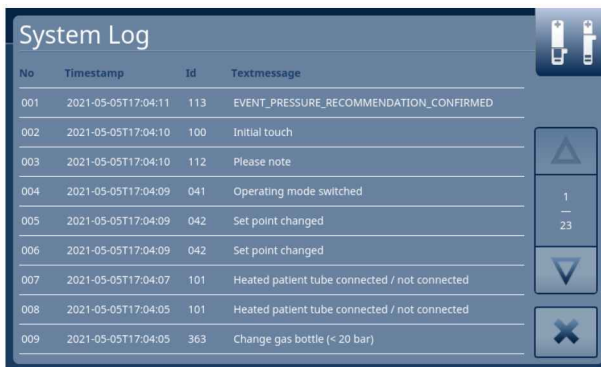 System Log
No Timestamp Id Textmessage
001 2021-05-05T17:04:11 113 EVENT_PRESSURE_RECOMMENDATION_CONFIRMED
002 2021-05-05T17:04:10 100 Initial touch
003 2021-05-05T17:04:10 112 Please note
004 2021-05-05T17:04:09 041 Operating mode switched
005 2021-05-05T17:04:09 042 Set point changed
006 2021-05-05T17:04:09 042 Set point changed
007 2021-05-05T17:04:07 101 Heated patient tube connected / not connected
008 2021-05-05T17:04:05 101 Heated patient tube connected / not connected
009 2021-05-05T17:04:05 363 Change gas bottle (< 20 bar)
1
23